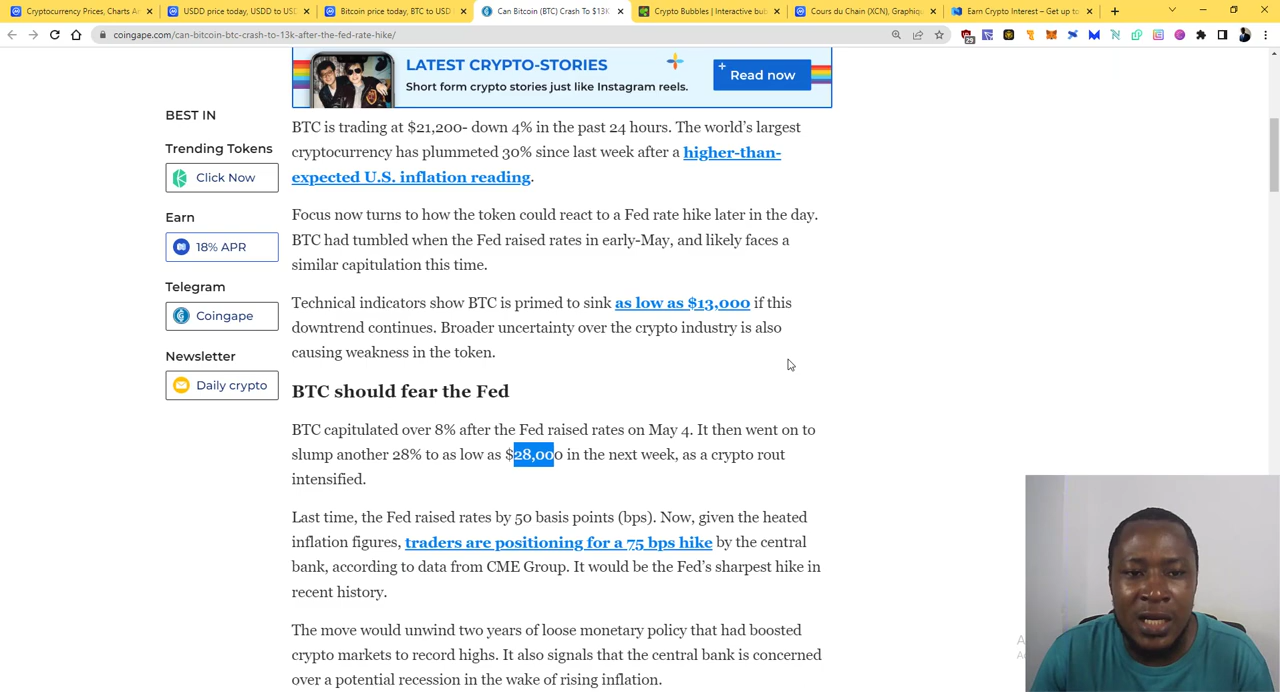 Cryptocurrency Prices, Charts An
USDD price today, USDD to USD
Bitcoin price today, BTC to USD
Can Bitcoin (BTC) Crash To $13K
Crypto Bubbles | Interactive bub
Cours du Chain (XCN), Graphiqu
Earn Crypto Interest – Get up to
coingape.com/can-bitcoin-btc-crash-to-13k-after-the-fed-rate-hike/
29
LATEST CRYPTO-STORIES
Short form crypto stories just like Instagram reels.
Read now
BEST IN
Trending Tokens
Click Now
Earn
18% APR
Telegram
Coingape
Newsletter
Daily crypto
BTC is trading at $21,200- down 4% in the past 24 hours. The world’s largest
cryptocurrency has plummeted 30% since last week after a higher-than-
expected U.S. inflation reading.
Focus now turns to how the token could react to a Fed rate hike later in the day.
BTC had tumbled when the Fed raised rates in early-May, and likely faces a
similar capitulation this time.
Technical indicators show BTC is primed to sink as low as $13,000 if this
downtrend continues. Broader uncertainty over the crypto industry is also
causing weakness in the token.
BTC should fear the Fed
BTC capitulated over 8% after the Fed raised rates on May 4. It then went on to
slump another 28% to as low as $28,000 in the next week, as a crypto rout
intensified.
Last time, the Fed raised rates by 50 basis points (bps). Now, given the heated
inflation figures, traders are positioning for a 75 bps hike by the central
bank, according to data from CME Group. It would be the Fed’s sharpest hike in
recent history.
The move would unwind two years of loose monetary policy that had boosted
crypto markets to record highs. It also signals that the central bank is concerned
over a potential recession in the wake of rising inflation.